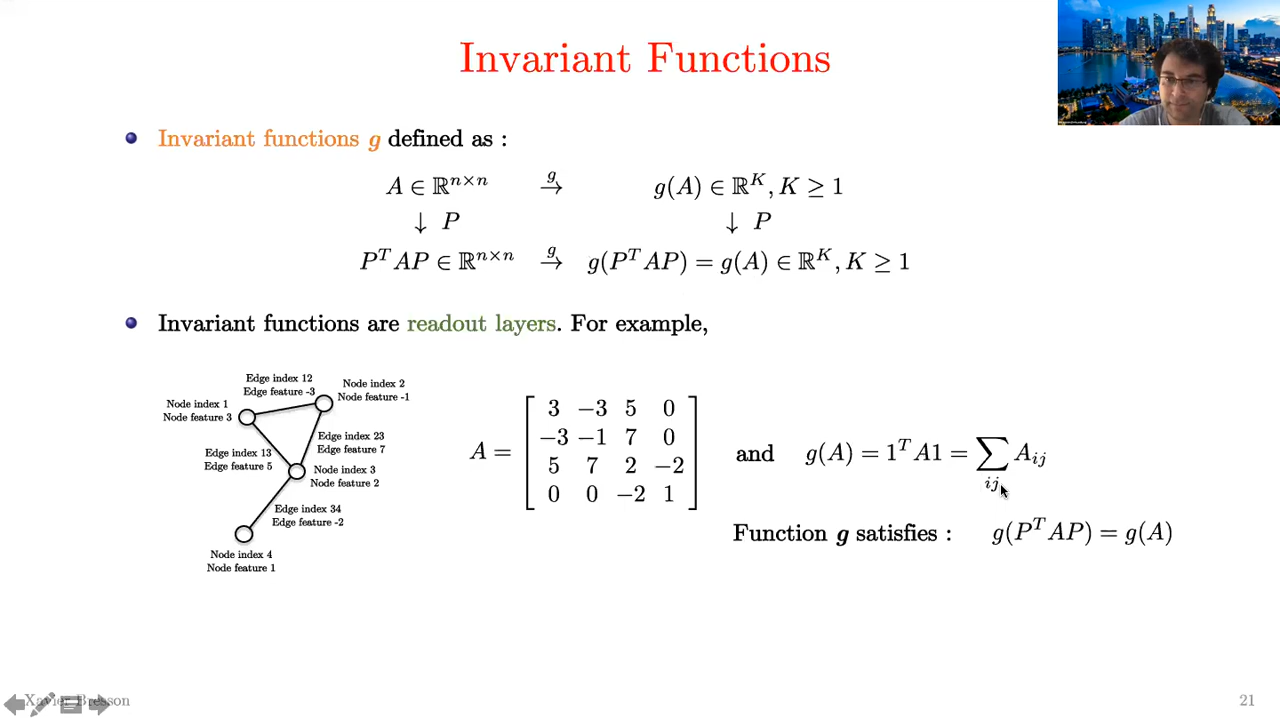 Invariant Functions
Invariant functions g defined as :
A ∈ ℝ^{n×n} →^g g(A) ∈ ℝ^K, K ≥ 1
↓ P ↓ P
P^T AP ∈ ℝ^{n×n} →^g g(P^T AP) = g(A) ∈ ℝ^K, K ≥ 1
Invariant functions are readout layers. For example,
Edge index 12
Edge feature -3
Node index 2
Node feature -1
Node index 1
Node feature 3
Edge index 23
Edge feature 7
Edge index 13
Edge feature 5
Node index 3
Node feature 2
Edge index 34
Edge feature -2
Node index 4
Node feature 1
A =
3 −3 5 0
−3 −1 7 0
5 7 2 −2
0 0 −2 1
and g(A) = 1^T A1 = ∑_{ij} A_{ij}
Function g satisfies : g(P^T AP) = g(A)
Xavier Bresson
21